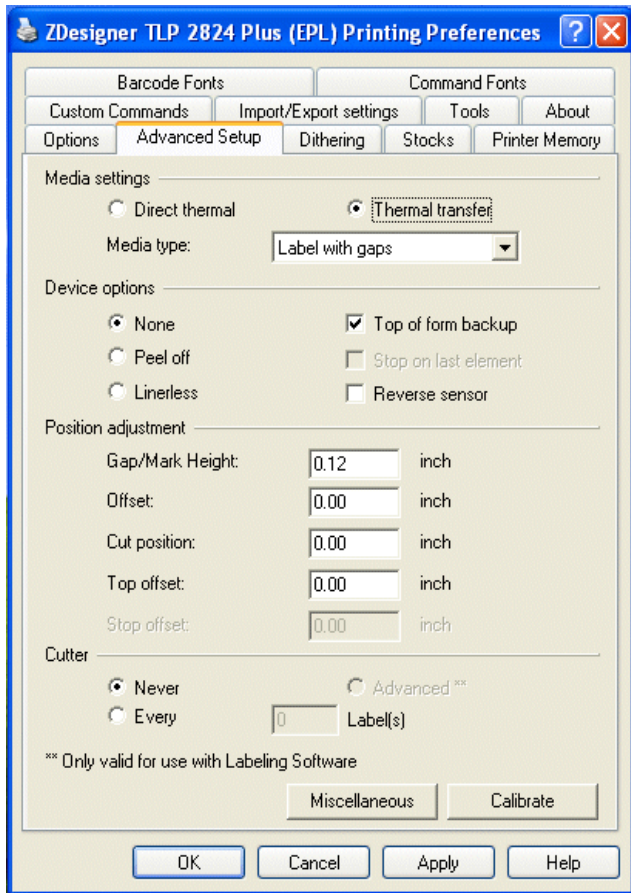 ZDesigner TLP 2824 Plus (EPL) Printing Preferences
Barcode Fonts Command Fonts
Custom Commands Import/Export settings Tools About
Options Advanced Setup Dithering Stocks Printer Memory
Media settings
Direct thermal Thermal transfer
Media type: Label with gaps
Device options
None Top of form backup
Peel off Stop on last element
Linerless Reverse sensor
Position adjustment
Gap/Mark Height: 0.12 inch
Offset: 0.00 inch
Cut position: 0.00 inch
Top offset: 0.00 inch
Stop offset: 0.00 inch
Cutter
Never Advanced **
Every 0 Label(s)
** Only valid for use with Labeling Software
Miscellaneous Calibrate
OK Cancel Apply Help